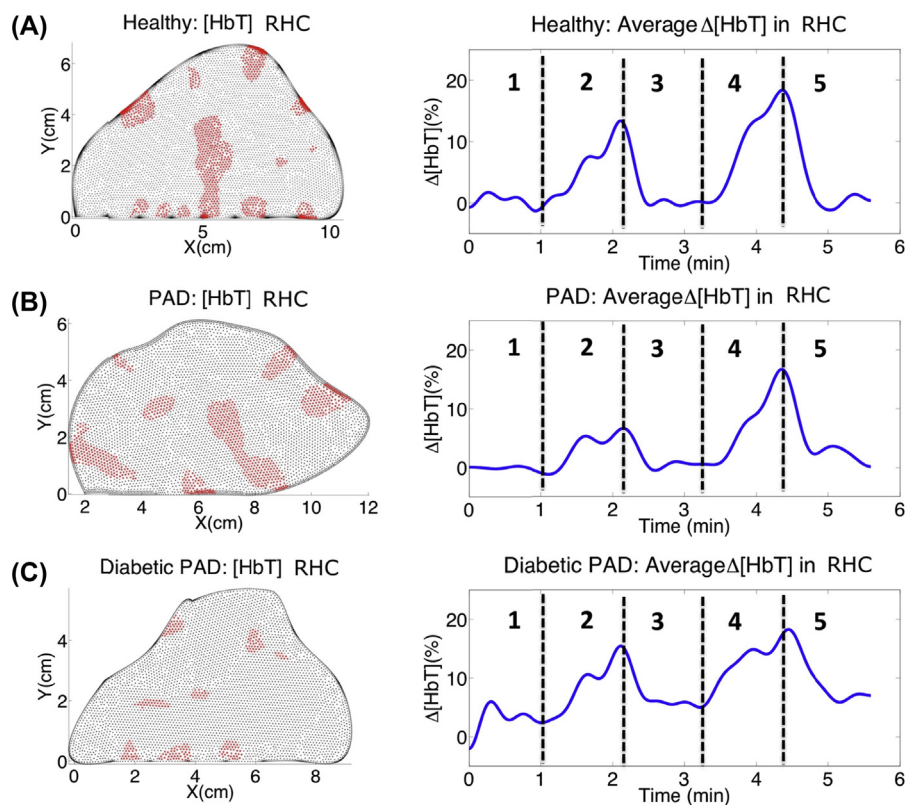 (A)
Healthy: [HbT] RHC
Y(cm)
6
4
2
0
0 5 10
X(cm)
Healthy: Average Δ[HbT] in RHC
Δ[HbT](%)
20
10
0
1 2 3 4 5
0 1 2 3 4 5 6
Time (min)
(B)
PAD: [HbT] RHC
Y(cm)
6
4
2
0
2 4 6 8 10 12
X(cm)
PAD: AverageΔ[HbT] in RHC
Δ[HbT](%)
20
10
0
1 2 3 4 5
0 1 2 3 4 5 6
Time (min)
(C)
Diabetic PAD: [HbT] RHC
Y(cm)
4
2
0
0 2 4 6 8
X(cm)
Diabetic PAD: AverageΔ[HbT] in RHC
Δ[HbT](%)
20
10
0
1 2 3 4 5
0 1 2 3 4 5 6
Time (min)